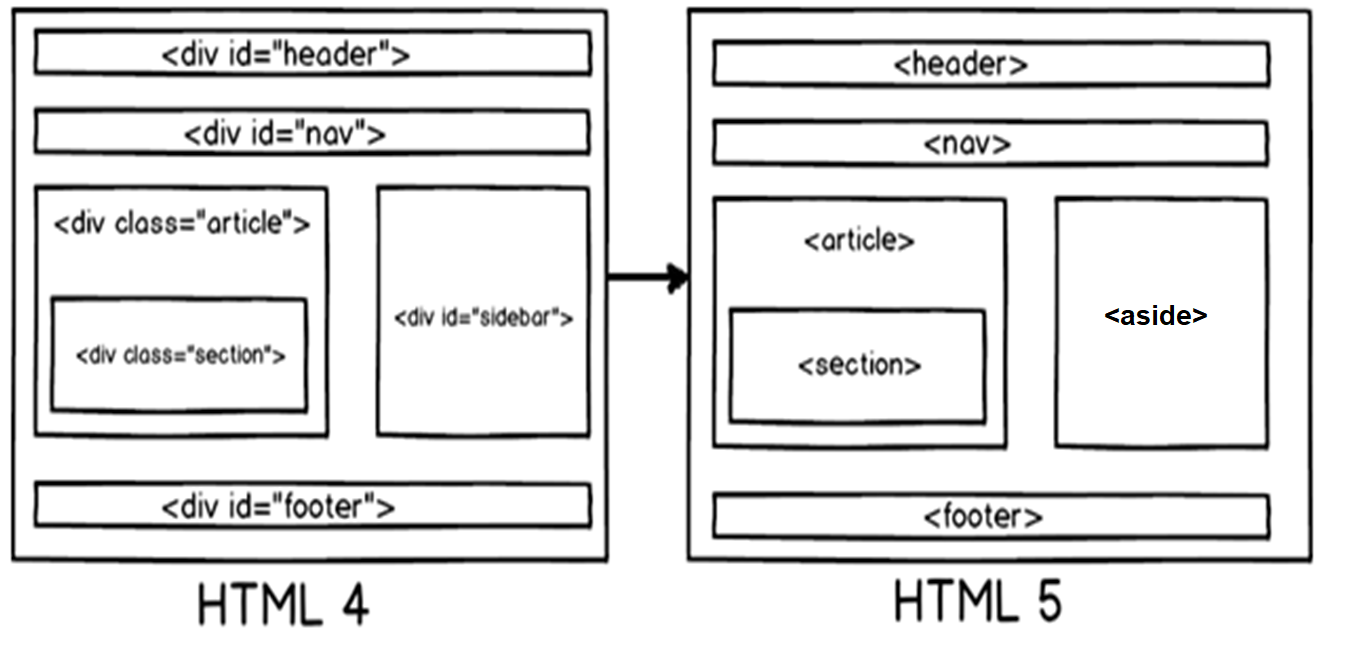 <div id="header">
<div id="nav">
<div class="article">
<div class="section">
<div id="sidebar">
<div id="footer">
HTML 4
<header>
<nav>
<article>
<section>
<aside>
<footer>
HTML 5